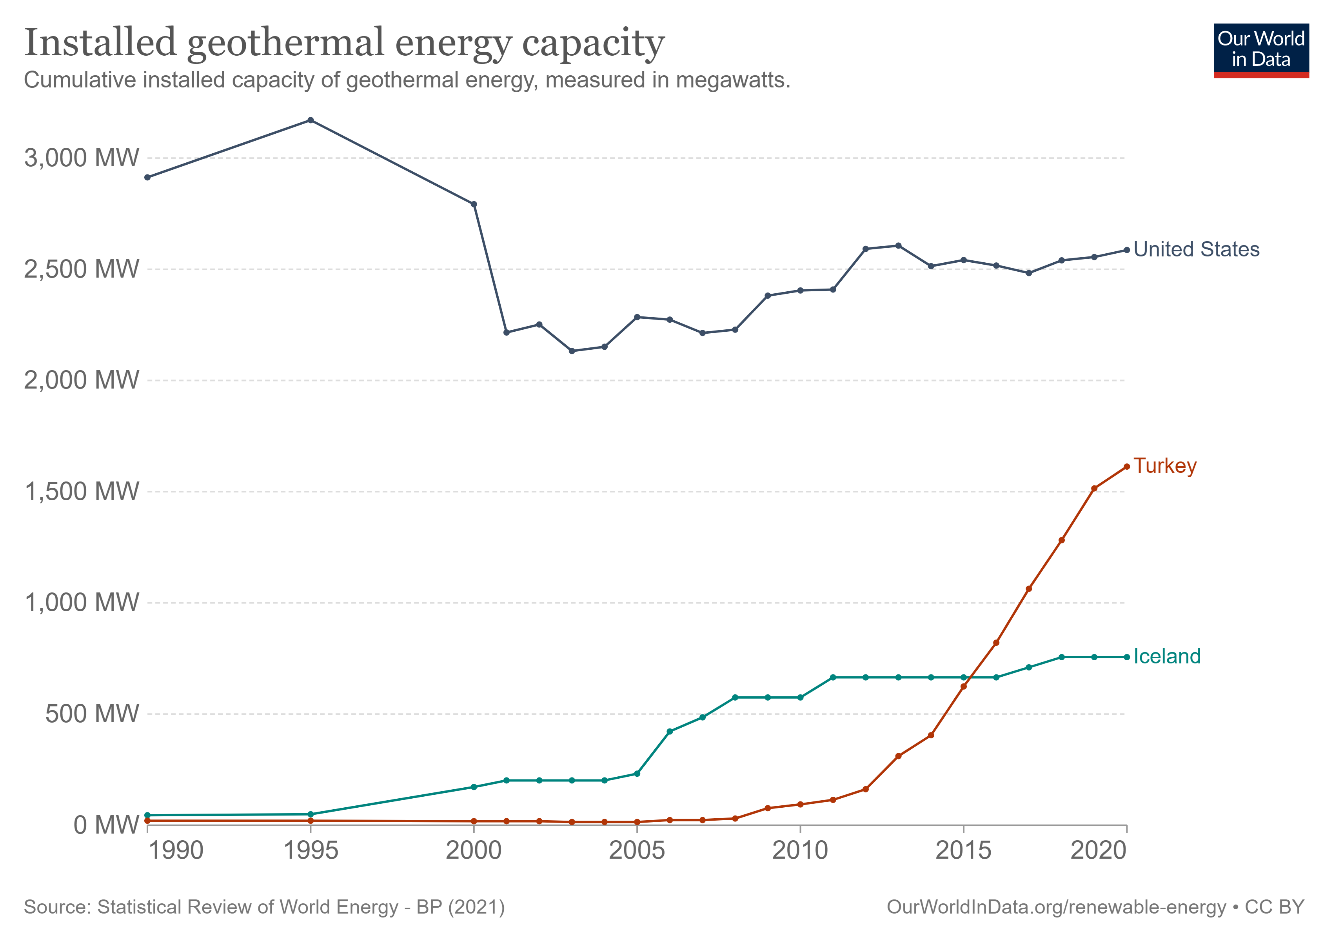 Installed geothermal energy capacity
Cumulative installed capacity of geothermal energy, measured in megawatts.
Our World
in Data
3,000 MW
2,500 MW
2,000 MW
1,500 MW
1,000 MW
500 MW
0 MW
United States
Turkey
Iceland
1990 1995 2000 2005 2010 2015 2020
Source: Statistical Review of World Energy - BP (2021)
OurWorldInData.org/renewable-energy • CC BY